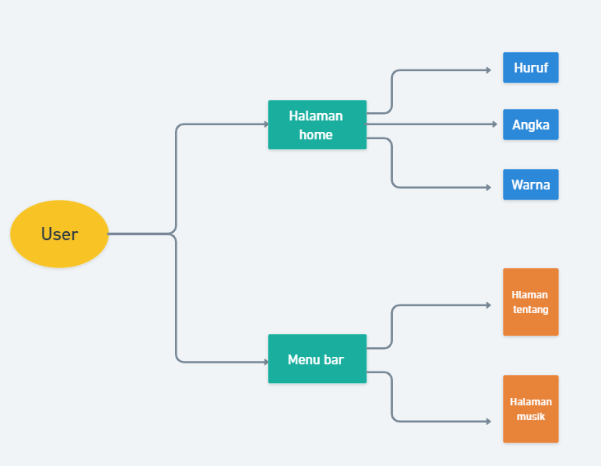 User
Halaman
home
Huruf
Angka
Warna
Menu bar
Hlaman
tentang
Halaman
musik